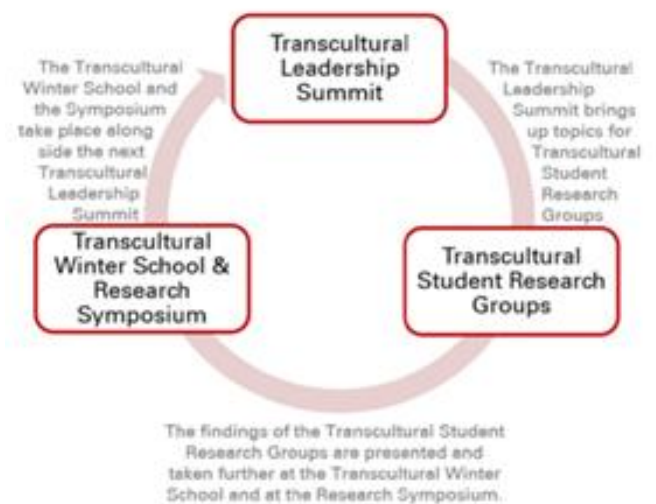 Transcultural
Leadership
Summit
The Transcultural
Leadership
Summit brings
up topics for
Transcultural
Student
Research
Groups
Transcultural
Student Research
Groups
The findings of the Transcultural Student
Research Groups are presented and
taken further at the Transcultural Winter
School and at the Research Symposium.
Transcultural
Winter School &
Research
Symposium
The Transcultural
Winter School and
the Symposium
take place along
side the next
Transcultural
Leadership
Summit